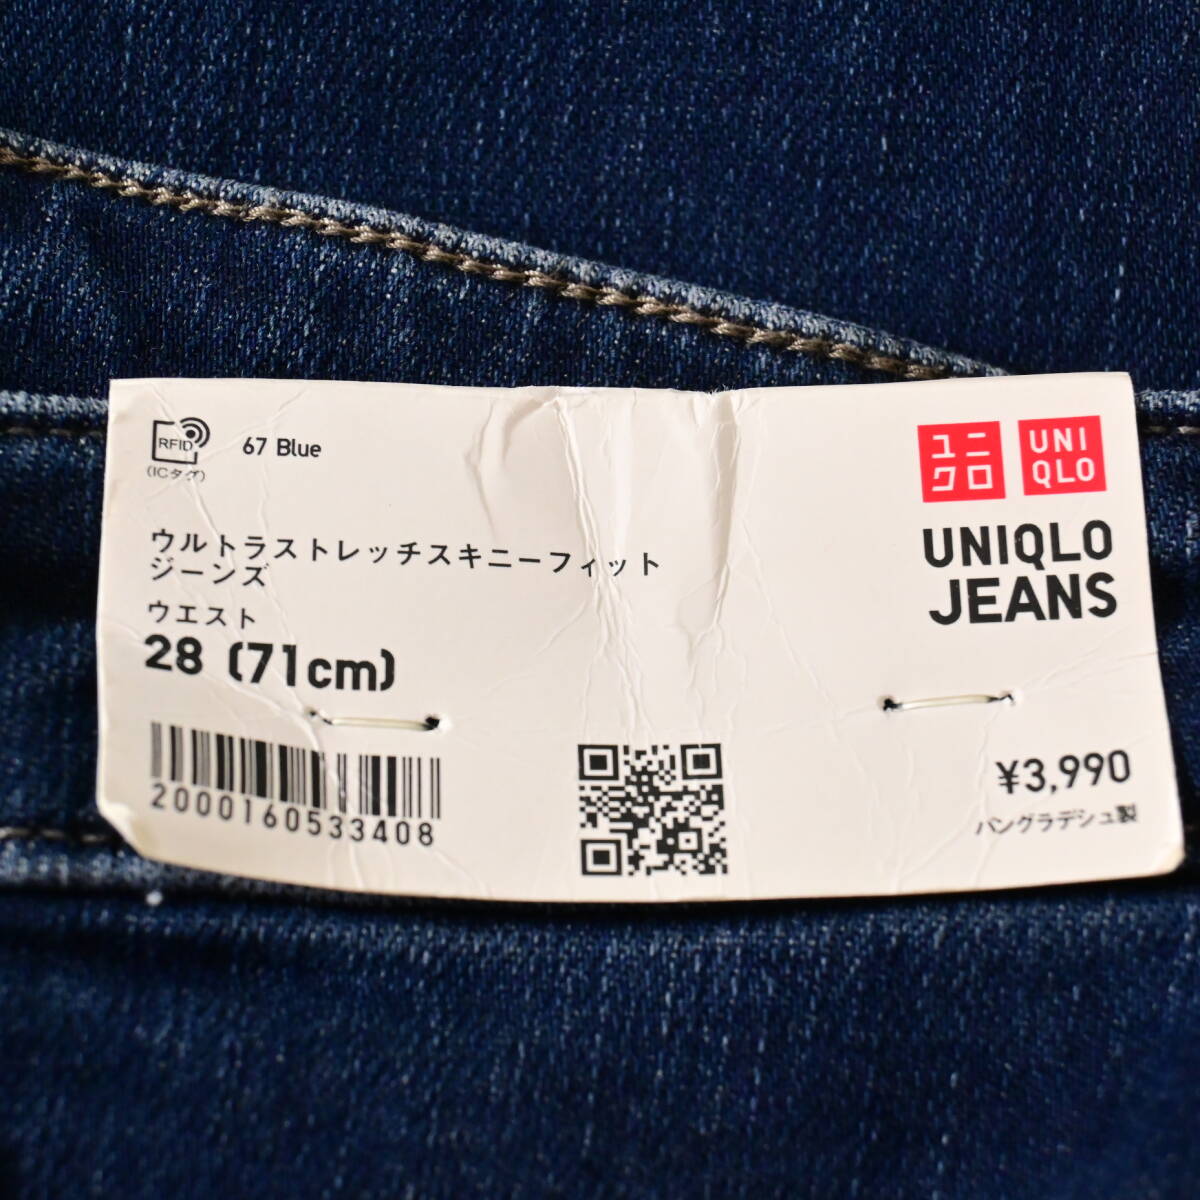 RFID
(ICタグ)
67 Blue
ウルトラストレッチスキニーフィット
ジーンズ
ウエスト
28 (71cm)
2000160533408
ユニ
クロ
UNI
QLO
UNIQLO
JEANS
¥3,990
バングラデシュ製